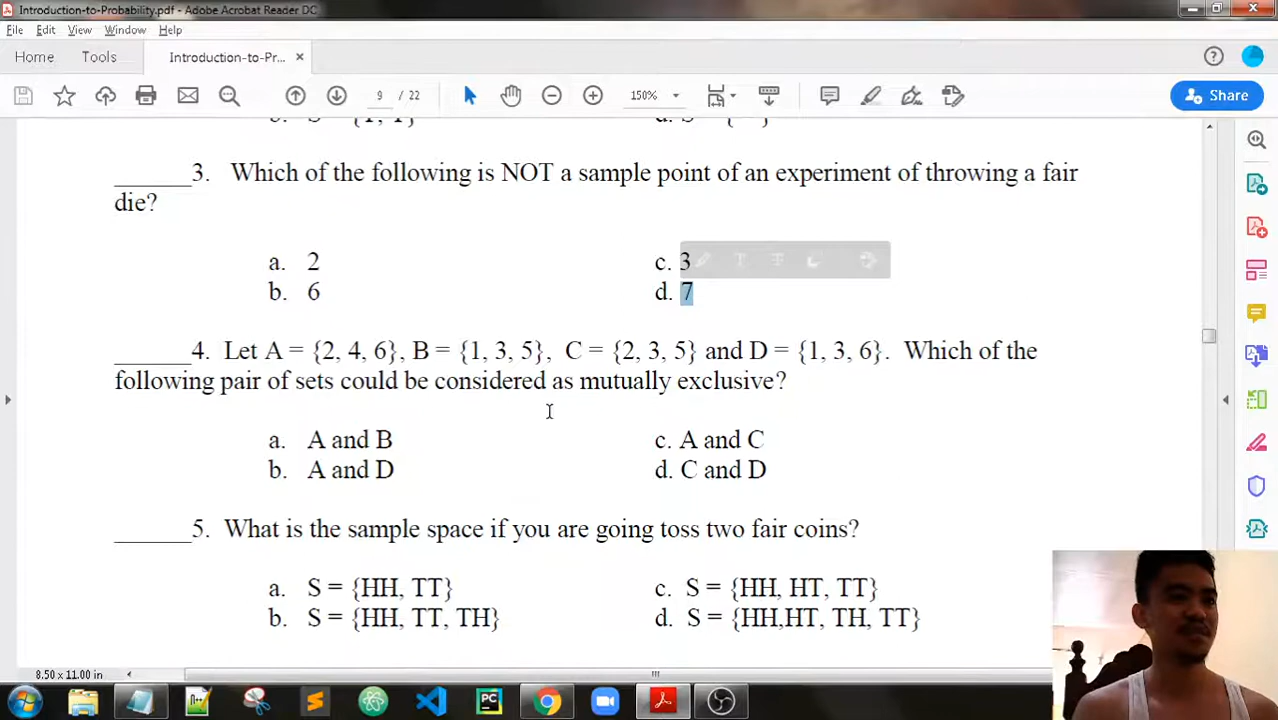 Introduction-to-Probability.pdf - Adobe Acrobat Reader DC
File Edit View Window Help
Home Tools Introduction-to-Pr... ×
9 / 22 150% Share
3. Which of the following is NOT a sample point of an experiment of throwing a fair
die?
a. 2 c. 3
b. 6 d. 7
4. Let A = {2, 4, 6}, B = {1, 3, 5}, C = {2, 3, 5} and D = {1, 3, 6}. Which of the
following pair of sets could be considered as mutually exclusive?
a. A and B c. A and C
b. A and D d. C and D
5. What is the sample space if you are going toss two fair coins?
a. S = {HH, TT} c. S = {HH, HT, TT}
b. S = {HH, TT, TH} d. S = {HH,HT, TH, TT}
8.50 x 11.00 in
PC